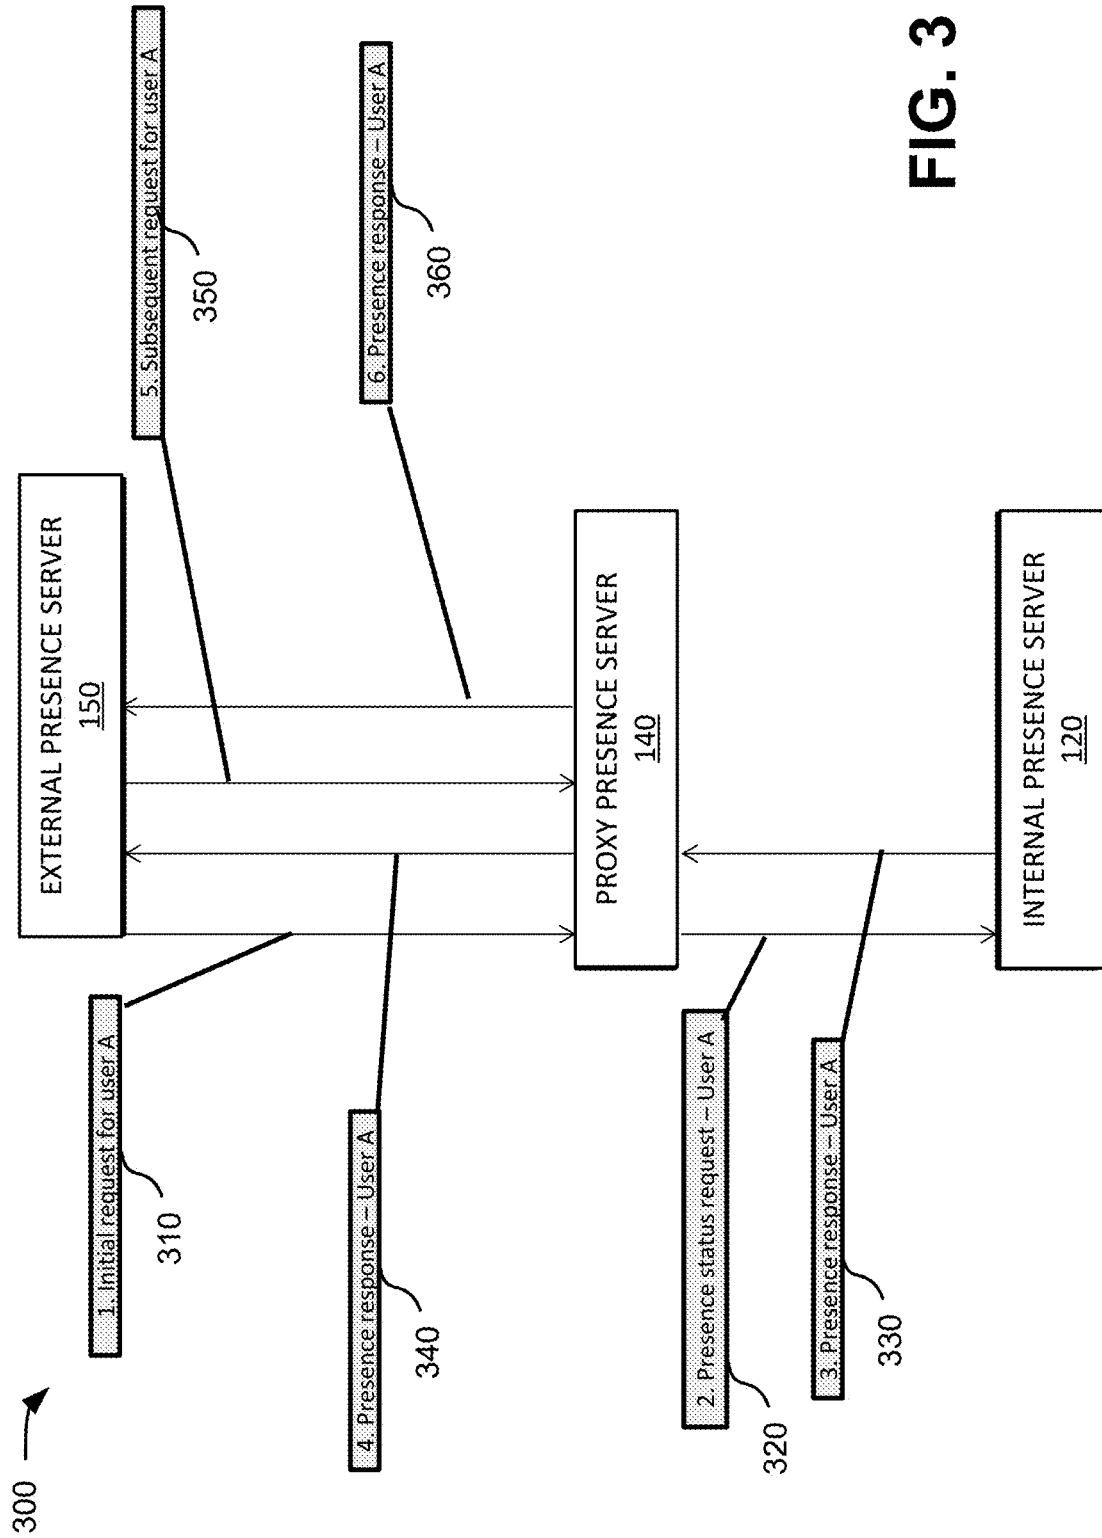 300
1. Initial request for user A
310
EXTERNAL PRESENCE SERVER
150
5. Subsequent request for user A
350
4. Presence response – User A
340
6. Presence response – User A
360
PROXY PRESENCE SERVER
140
2. Presence status request – User A
320
3. Presence response – User A
330
INTERNAL PRESENCE SERVER
120
FIG. 3